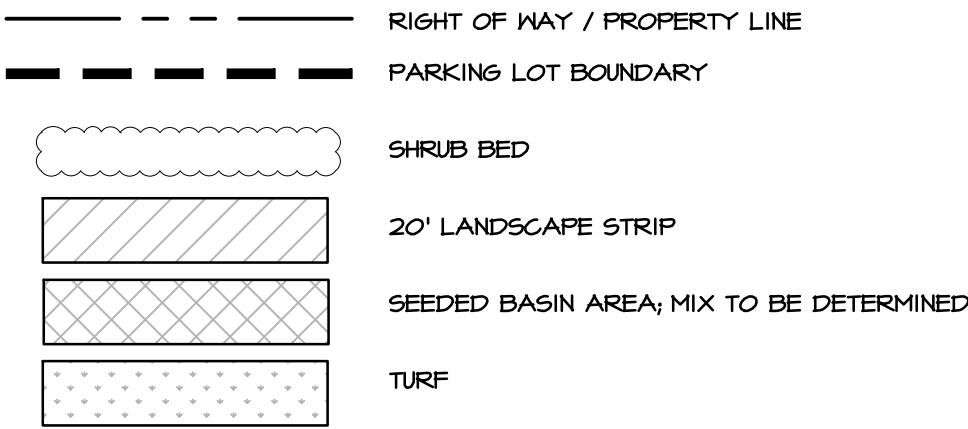 RIGHT OF WAY / PROPERTY LINE
PARKING LOT BOUNDARY
SHRUB BED
20' LANDSCAPE STRIP
SEEDED BASIN AREA; MIX TO BE DETERMINED
TURF